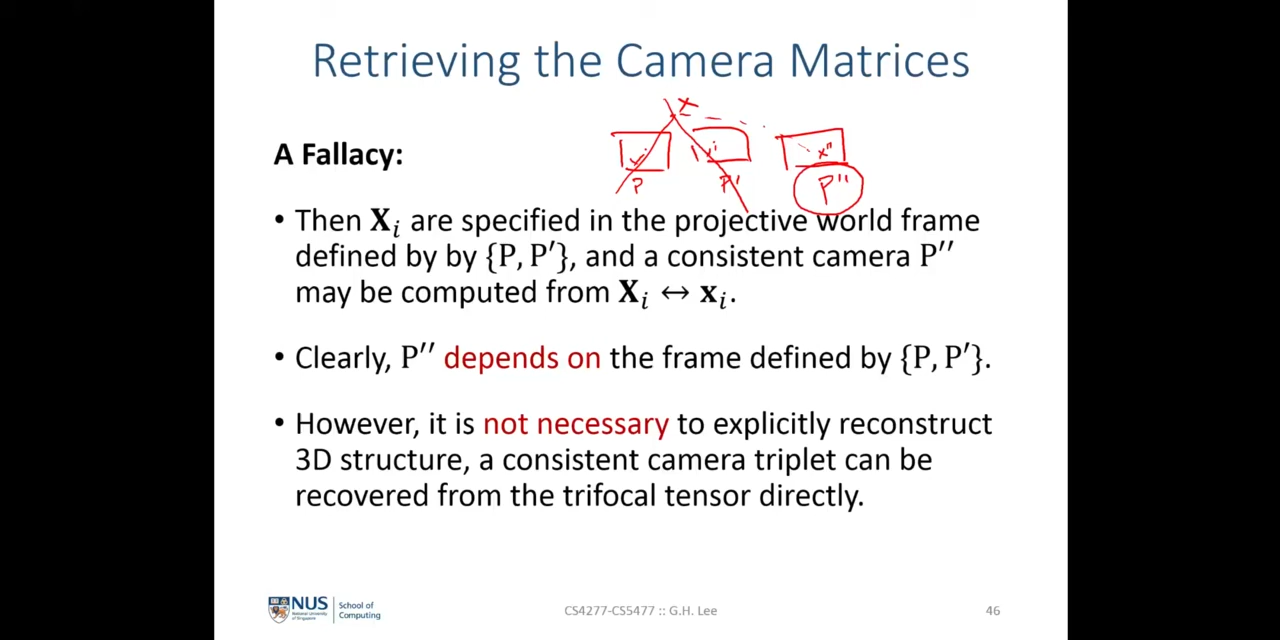 Retrieving the Camera Matrices
X
A Fallacy:
x''
P
P'
P''
• Then Xᵢ are specified in the projective world frame
defined by by {P, P′}, and a consistent camera P′′
may be computed from Xᵢ ↔ xᵢ.
• Clearly, P′′ depends on the frame defined by {P, P′}.
• However, it is not necessary to explicitly reconstruct
3D structure, a consistent camera triplet can be
recovered from the trifocal tensor directly.
NUS
National University
of Singapore
School of
Computing
CS4277-CS5477 :: G.H. Lee
46